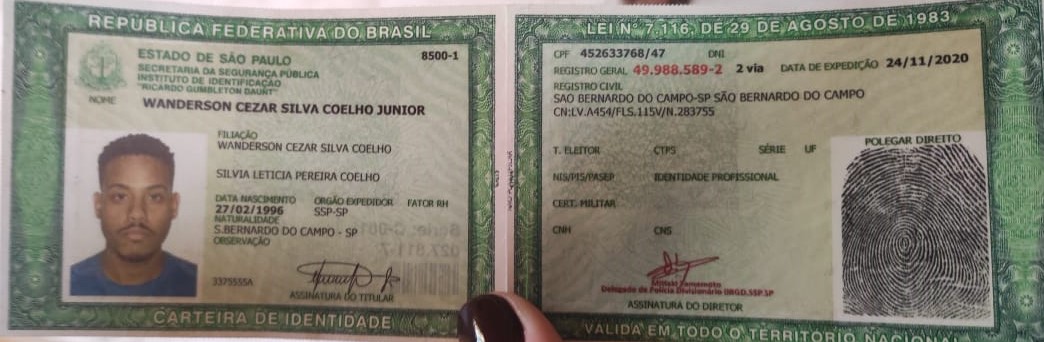 REPÚBLICA FEDERATIVA DO BRASIL
ESTADO DE SÃO PAULO
8500-1
SECRETARIA DA SEGURANÇA PÚBLICA
INSTITUTO DE IDENTIFICAÇÃO
"RICARDO GUMBLETON DAUNT"
NOME
WANDERSON CEZAR SILVA COELHO JUNIOR
FILIAÇÃO
WANDERSON CEZAR SILVA COELHO
SILVIA LETICIA PEREIRA COELHO
DATA NASCIMENTO ORGÃO EXPEDIDOR FATOR RH
27/02/1996 SSP-SP
NATURALIDADE
S.BERNARDO DO CAMPO - SP
OBSERVAÇÃO
ASSINATURA DO TITULAR
CARTEIRA DE IDENTIDADE
LEI Nº 7.116, DE 29 DE AGOSTO DE 1983
CPF 452633768/47 DNI
REGISTRO GERAL 49.988.589-2 2 via DATA DE EXPEDIÇÃO 24/11/2020
REGISTRO CIVIL
SAO BERNARDO DO CAMPO-SP SÃO BERNARDO DO CAMPO
CN:LV.A454/FLS.115V/N.283755
POLEGAR DIREITO
T. ELEITOR CTPS SÉRIE UF
NIS/PIS/PASEP IDENTIDADE PROFISSIONAL
CERT. MILITAR
CNH CNS
Delegado de Polícia Divisionário IIRGD.SSP.SP
ASSINATURA DO DIRETOR
VÁLIDA EM TODO O TERRITÓRIO NACIONAL